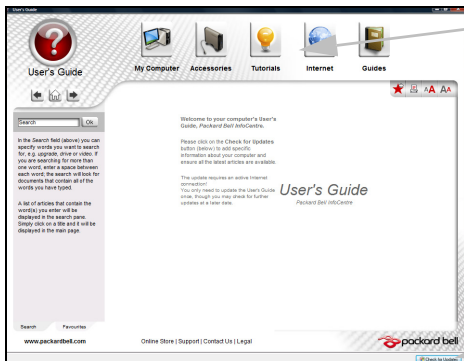 User's Guide
User's Guide
My Computer Accessories Tutorials Internet Guides
AA AA
Search Ok
In the Search field (above) you can
specify words you want to search
for, e.g. upgrade, drive or video. If
you are searching for more than
one word, enter a space between
each word; the search will look for
documents that contain all of the
words you have typed.
A list of articles that contain the
word(s) you enter will be
displayed in the search pane.
Simply click on a title and it will be
displayed in the main page.
Welcome to your computer's User's
Guide, Packard Bell InfoCentre.
Please click on the Check for Updates
button (below) to add specific
information about your computer and
ensure all the latest articles are available.
The update requires an active Internet
connection!
You only need to update the User's Guide
once, though you may check for further
updates at a later date.
User's Guide
Packard Bell InfoCentre
Search Favourites
www.packardbell.com
Online Store | Support | Contact Us | Legal
packard bell
Check for Updates